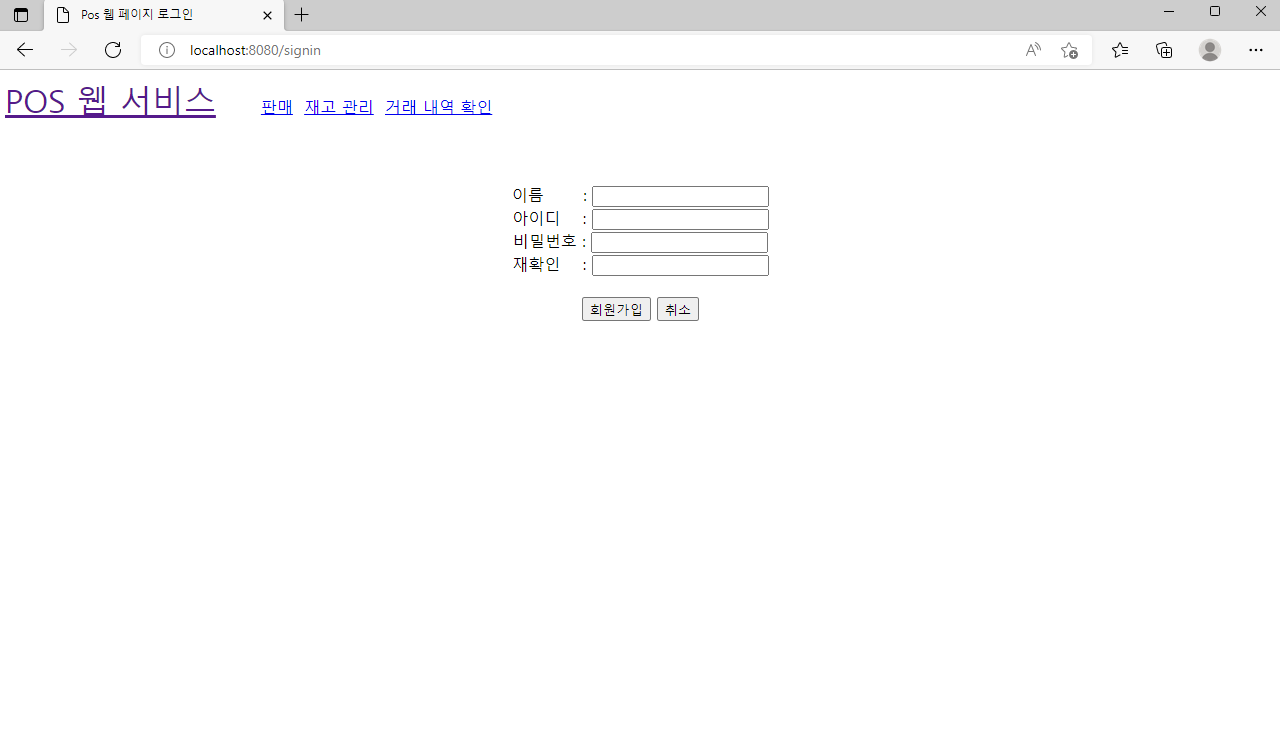 Pos 웹 페이지 로그인
localhost:8080/signin
POS 웹 서비스 판매 재고 관리 거래 내역 확인
이름 :
아이디 :
비밀번호 :
재확인 :
회원가입 취소